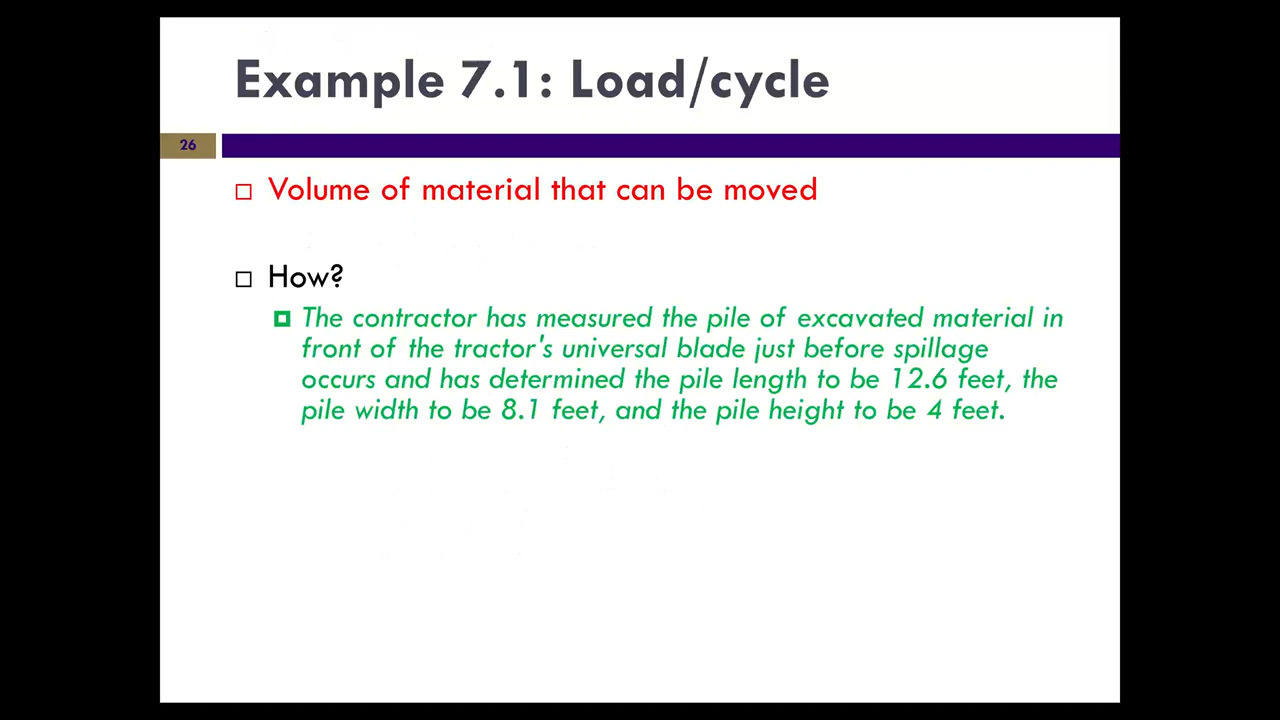 Example 7.1: Load/cycle
26
Volume of material that can be moved
How?
The contractor has measured the pile of excavated material in
front of the tractor's universal blade just before spillage
occurs and has determined the pile length to be 12.6 feet, the
pile width to be 8.1 feet, and the pile height to be 4 feet.